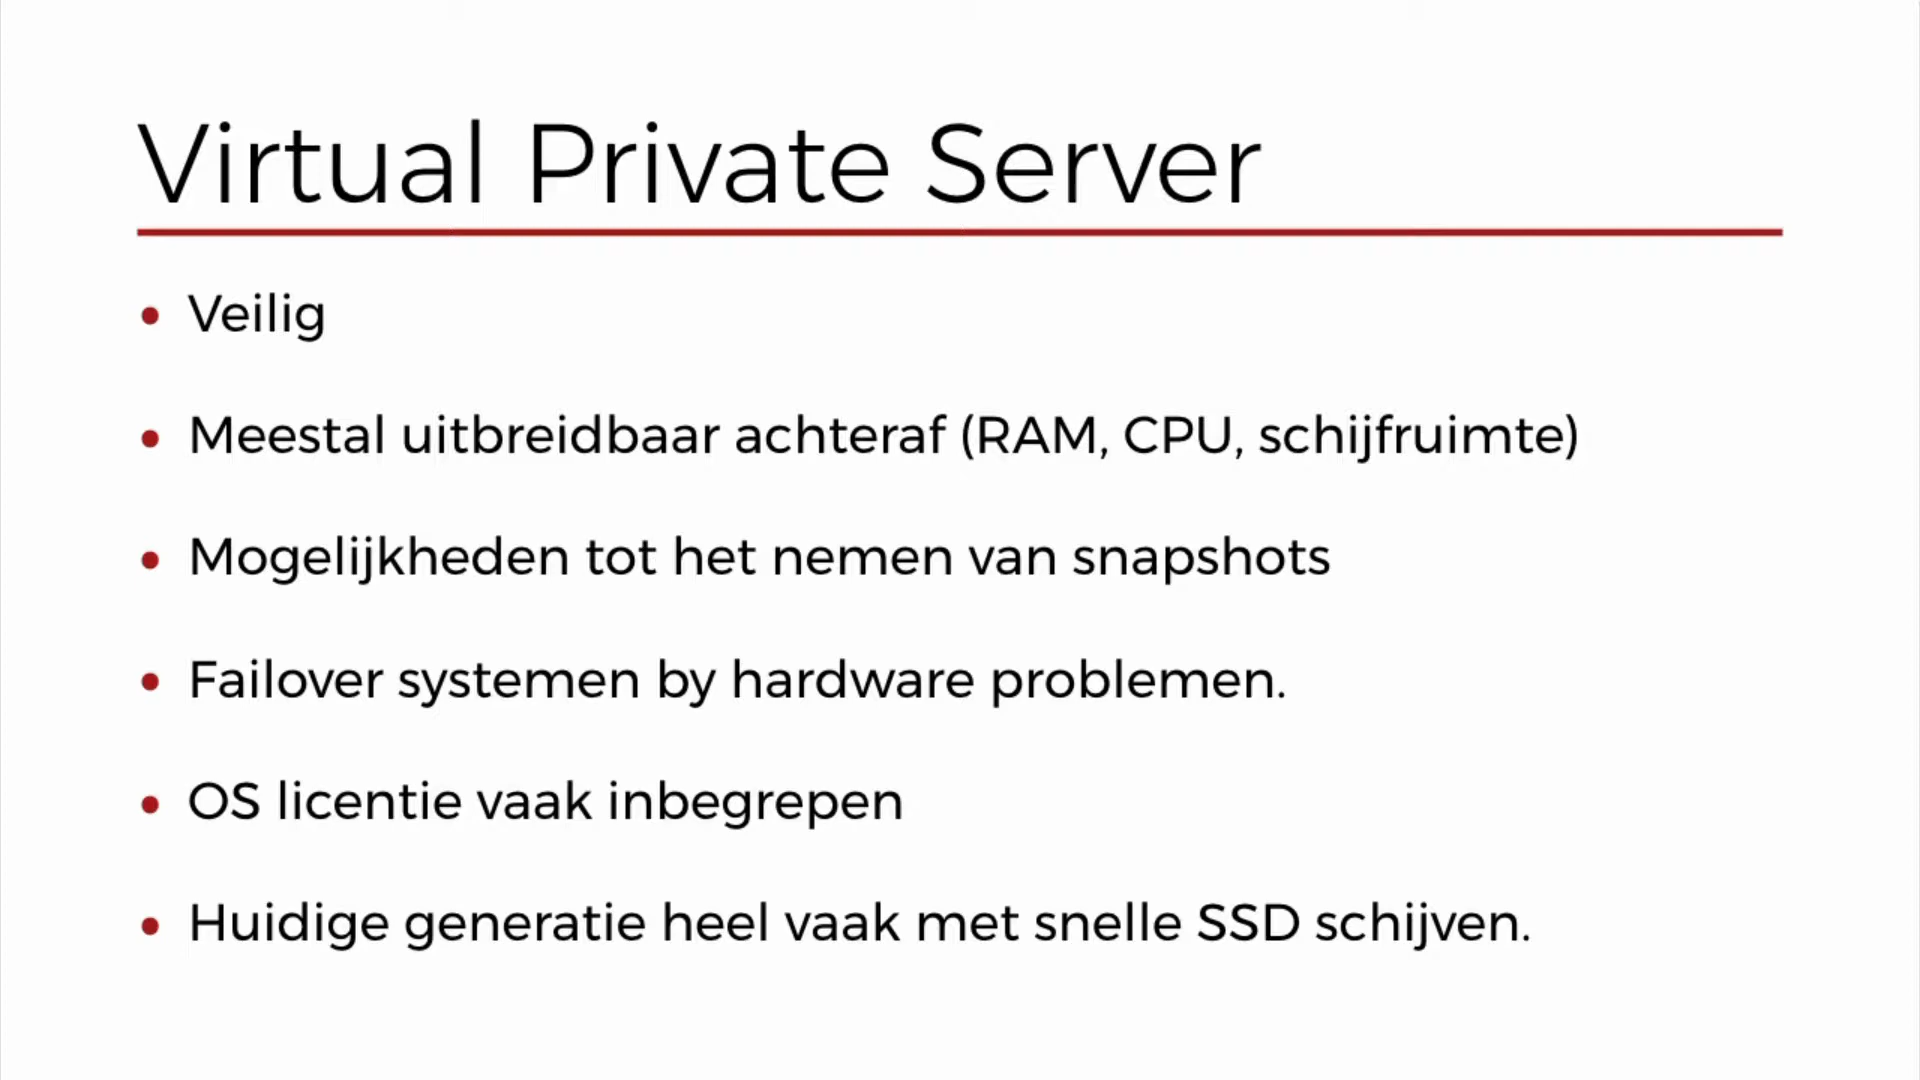 Virtual Private Server
• Veilig
• Meestal uitbreidbaar achteraf (RAM, CPU, schijfruimte)
• Mogelijkheden tot het nemen van snapshots
• Failover systemen by hardware problemen.
• OS licentie vaak inbegrepen
• Huidige generatie heel vaak met snelle SSD schijven.